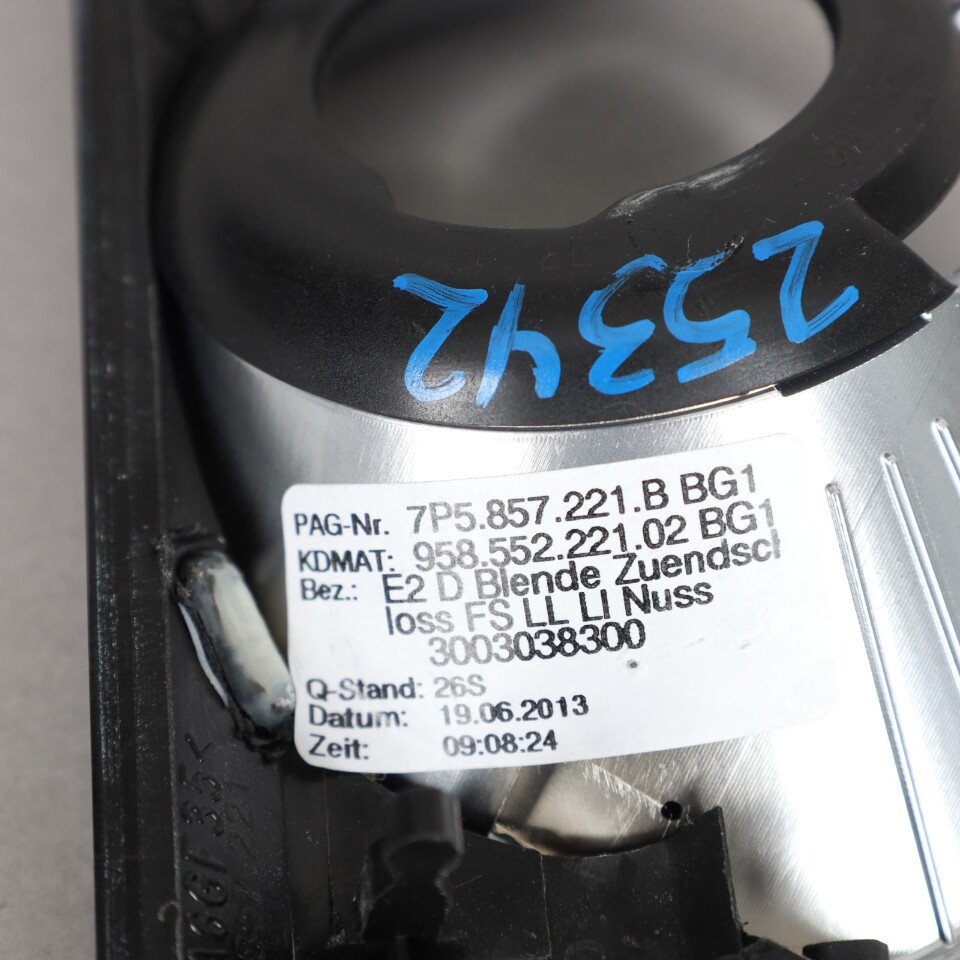 25342
PAG-Nr. 7P5.857.221.B BG1
KDMAT: 958.552.221.02 BG1
Bez.: E2 D Blende Zuendschl
loss FS LL LI Nuss
3003038300
Q-Stand: 26S
Datum: 19.06.2013
Zeit: 09:08:24